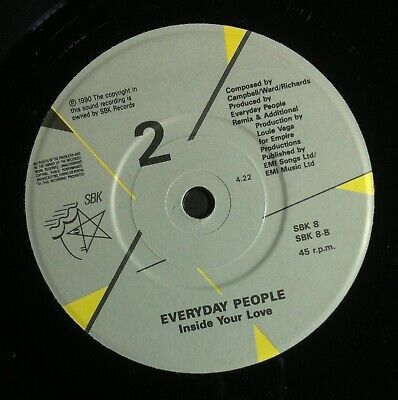 ℗ 1990 The copyright in
this sound recording is
owned by SBK Records
2
Composed by
Campbell/Ward/Richards
Produced by
Everyday People
Remix & Additional
Production by
Louie Vega
for Empire
Productions
Published by
EMI Songs Ltd/
EMI Music Ltd
4.22
SBK
SBK 8
SBK 8-B
45 r.p.m.
EVERYDAY PEOPLE
Inside Your Love